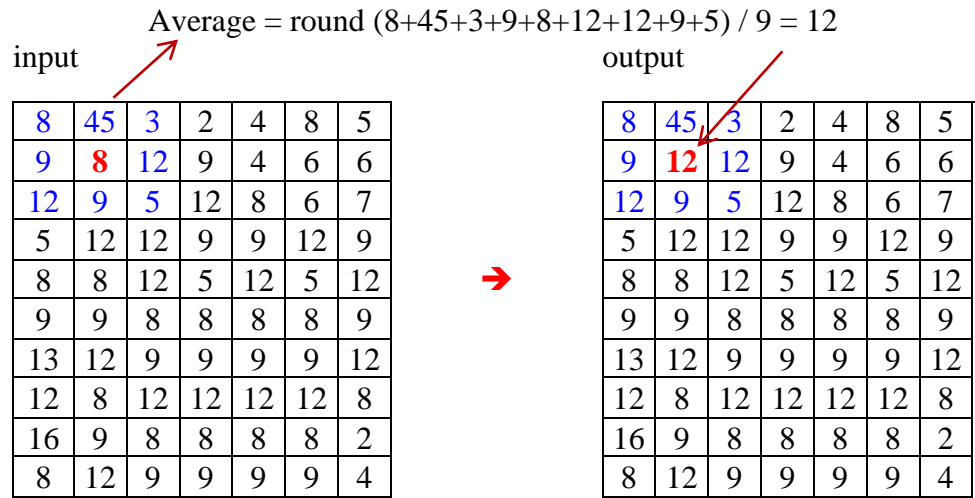 Average = round (8+45+3+9+8+12+12+9+5) / 9 = 12
input output
8 45 3 2 4 8 5 8 45 3 2 4 8 5
9 8 12 9 4 6 6 9 12 12 9 4 6 6
12 9 5 12 8 6 7 12 9 5 12 8 6 7
5 12 12 9 9 12 9 5 12 12 9 9 12 9
8 8 12 5 12 5 12 8 8 12 5 12 5 12
9 9 8 8 8 8 9 9 9 8 8 8 8 9
13 12 9 9 9 9 12 13 12 9 9 9 9 12
12 8 12 12 12 12 8 12 8 12 12 12 12 8
16 9 8 8 8 8 2 16 9 8 8 8 8 2
8 12 9 9 9 9 4 8 12 9 9 9 9 4